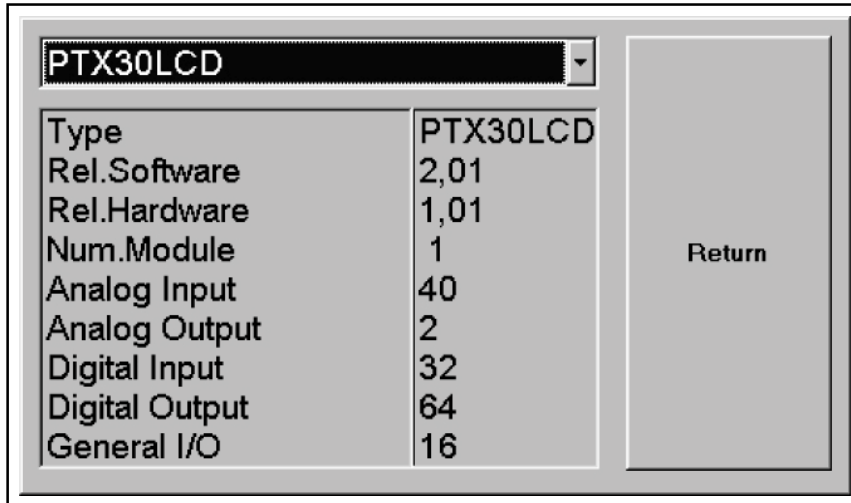 PTX30LCD
Type PTX30LCD
Rel.Software 2,01
Rel.Hardware 1,01
Num.Module 1
Analog Input 40
Analog Output 2
Digital Input 32
Digital Output 64
General I/O 16
Return